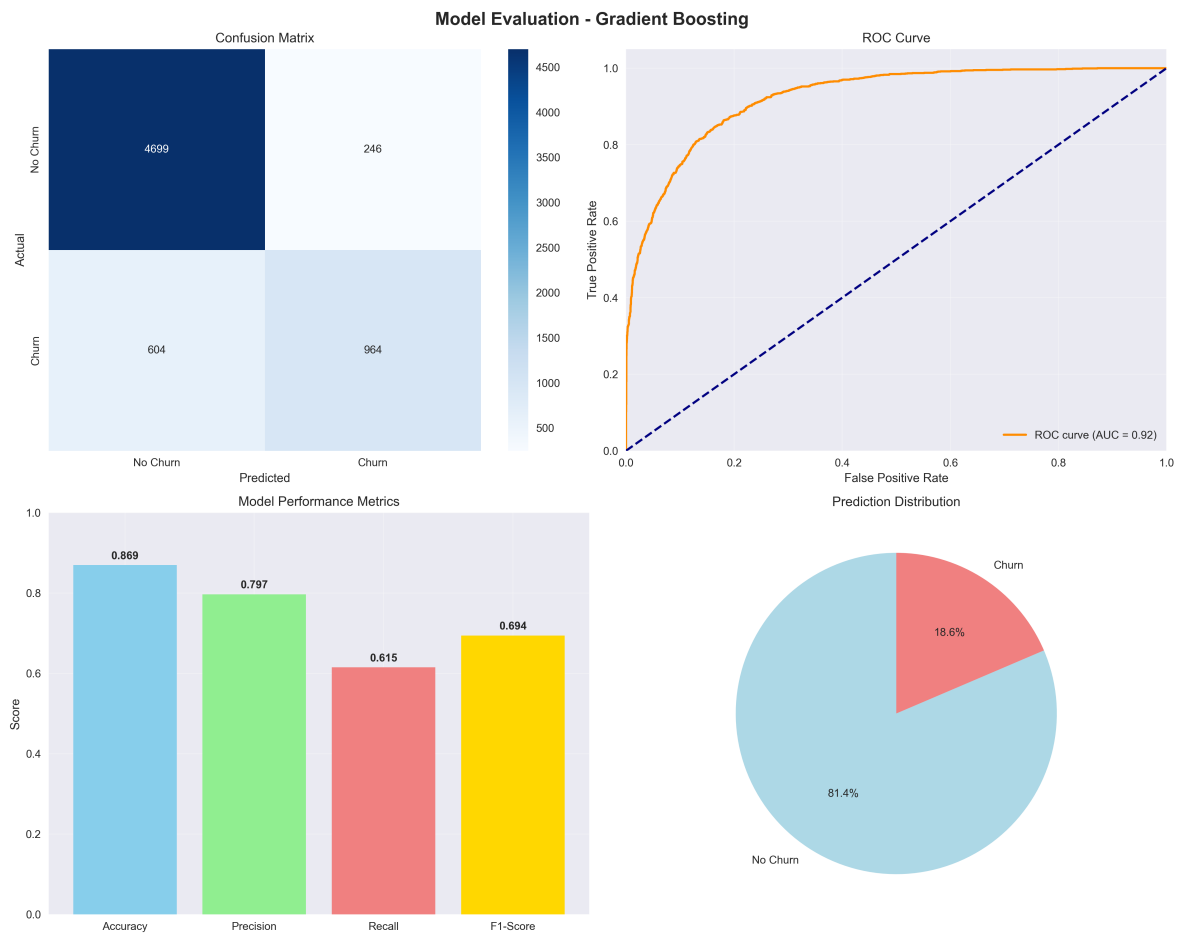 Model Evaluation - Gradient Boosting
Confusion Matrix
No Churn
Churn
Actual
4699
246
604
964
No Churn
Churn
Predicted
4500
4000
3500
3000
2500
2000
1500
1000
500
ROC Curve
True Positive Rate
1.0
0.8
0.6
0.4
0.2
0.0
0.0
0.2
0.4
0.6
0.8
1.0
False Positive Rate
ROC curve (AUC = 0.92)
Model Performance Metrics
Score
1.0
0.8
0.6
0.4
0.2
0.0
0.869
0.797
0.615
0.694
Accuracy
Precision
Recall
F1-Score
Prediction Distribution
Churn
18.6%
81.4%
No Churn